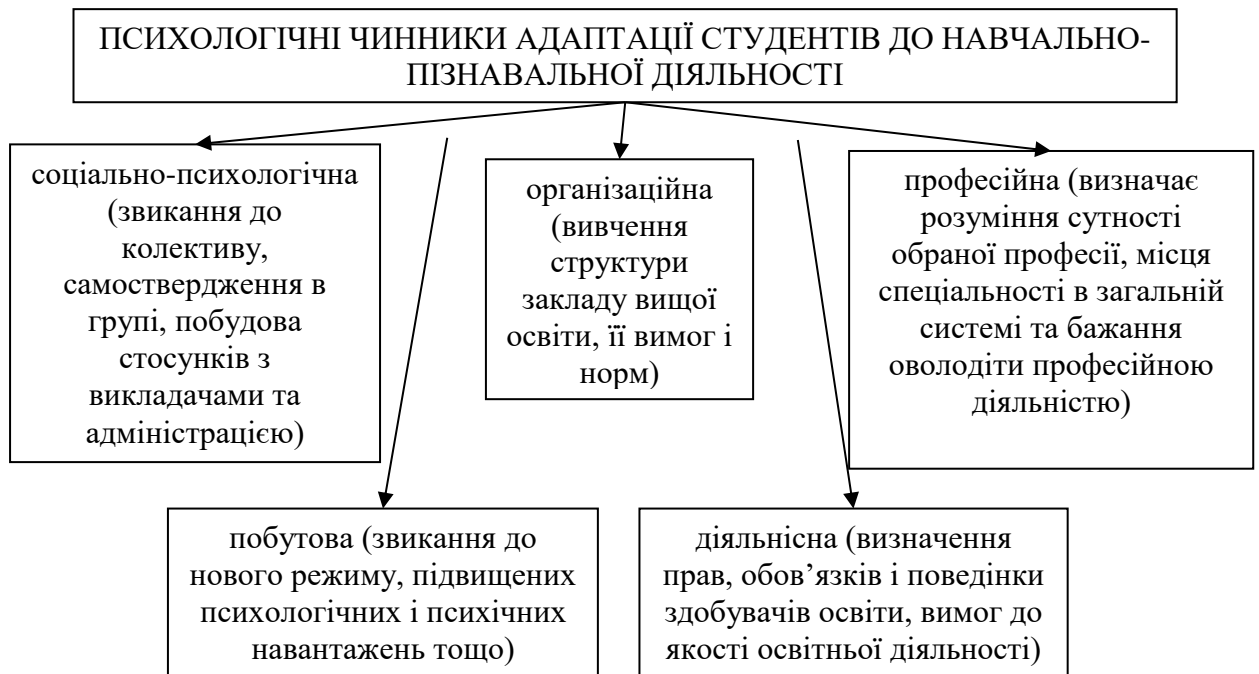 ПСИХОЛОГІЧНІ ЧИННИКИ АДАПТАЦІЇ СТУДЕНТІВ ДО НАВЧАЛЬНО-
ПІЗНАВАЛЬНОЇ ДІЯЛЬНОСТІ
соціально-психологічна
(звикання до
колективу,
самоствердження в
групі, побудова
стосунків з
викладачами та
адміністрацією)
організаційна
(вивчення
структури
закладу вищої
освіти, її вимог і
норм)
професійна (визначає
розуміння сутності
обраної професії, місця
спеціальності в загальній
системі та бажання
оволодіти професійною
діяльністю)
побутова (звикання до
нового режиму, підвищених
психологічних і психічних
навантажень тощо)
діяльнісна (визначення
прав, обов’язків і поведінки
здобувачів освіти, вимог до
якості освітньої діяльності)